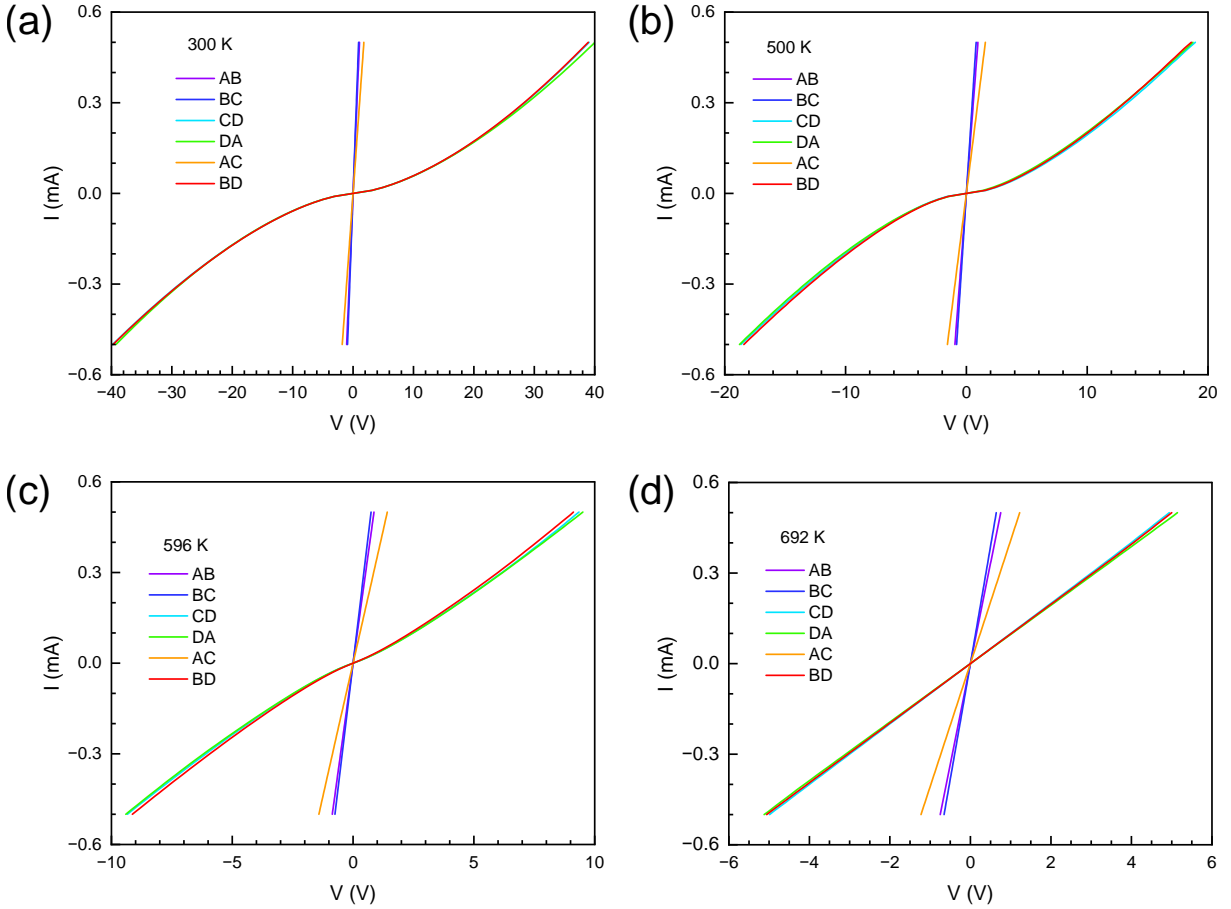 (a)
300 K
AB
BC
CD
DA
AC
BD
I (mA)
0.6
0.3
0.0
−0.3
−0.6
−40 −30 −20 −10 0 10 20 30 40
V (V)
(b)
500 K
AB
BC
CD
DA
AC
BD
I (mA)
0.6
0.3
0.0
−0.3
−0.6
−20 −10 0 10 20
V (V)
(c)
596 K
AB
BC
CD
DA
AC
BD
I (mA)
0.6
0.3
0.0
−0.3
−0.6
−10 −5 0 5 10
V (V)
(d)
692 K
AB
BC
CD
DA
AC
BD
I (mA)
0.6
0.3
0.0
−0.3
−0.6
−6 −4 −2 0 2 4 6
V (V)